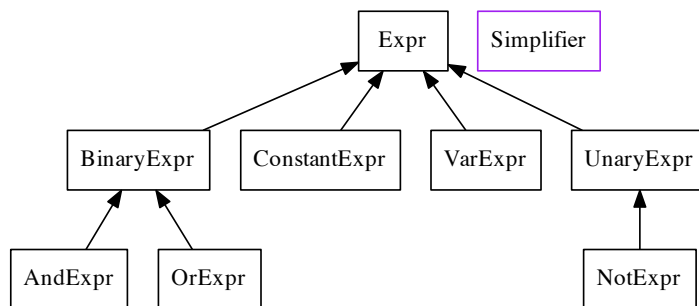 Expr
Simplifier
BinaryExpr
ConstantExpr
VarExpr
UnaryExpr
AndExpr
OrExpr
NotExpr